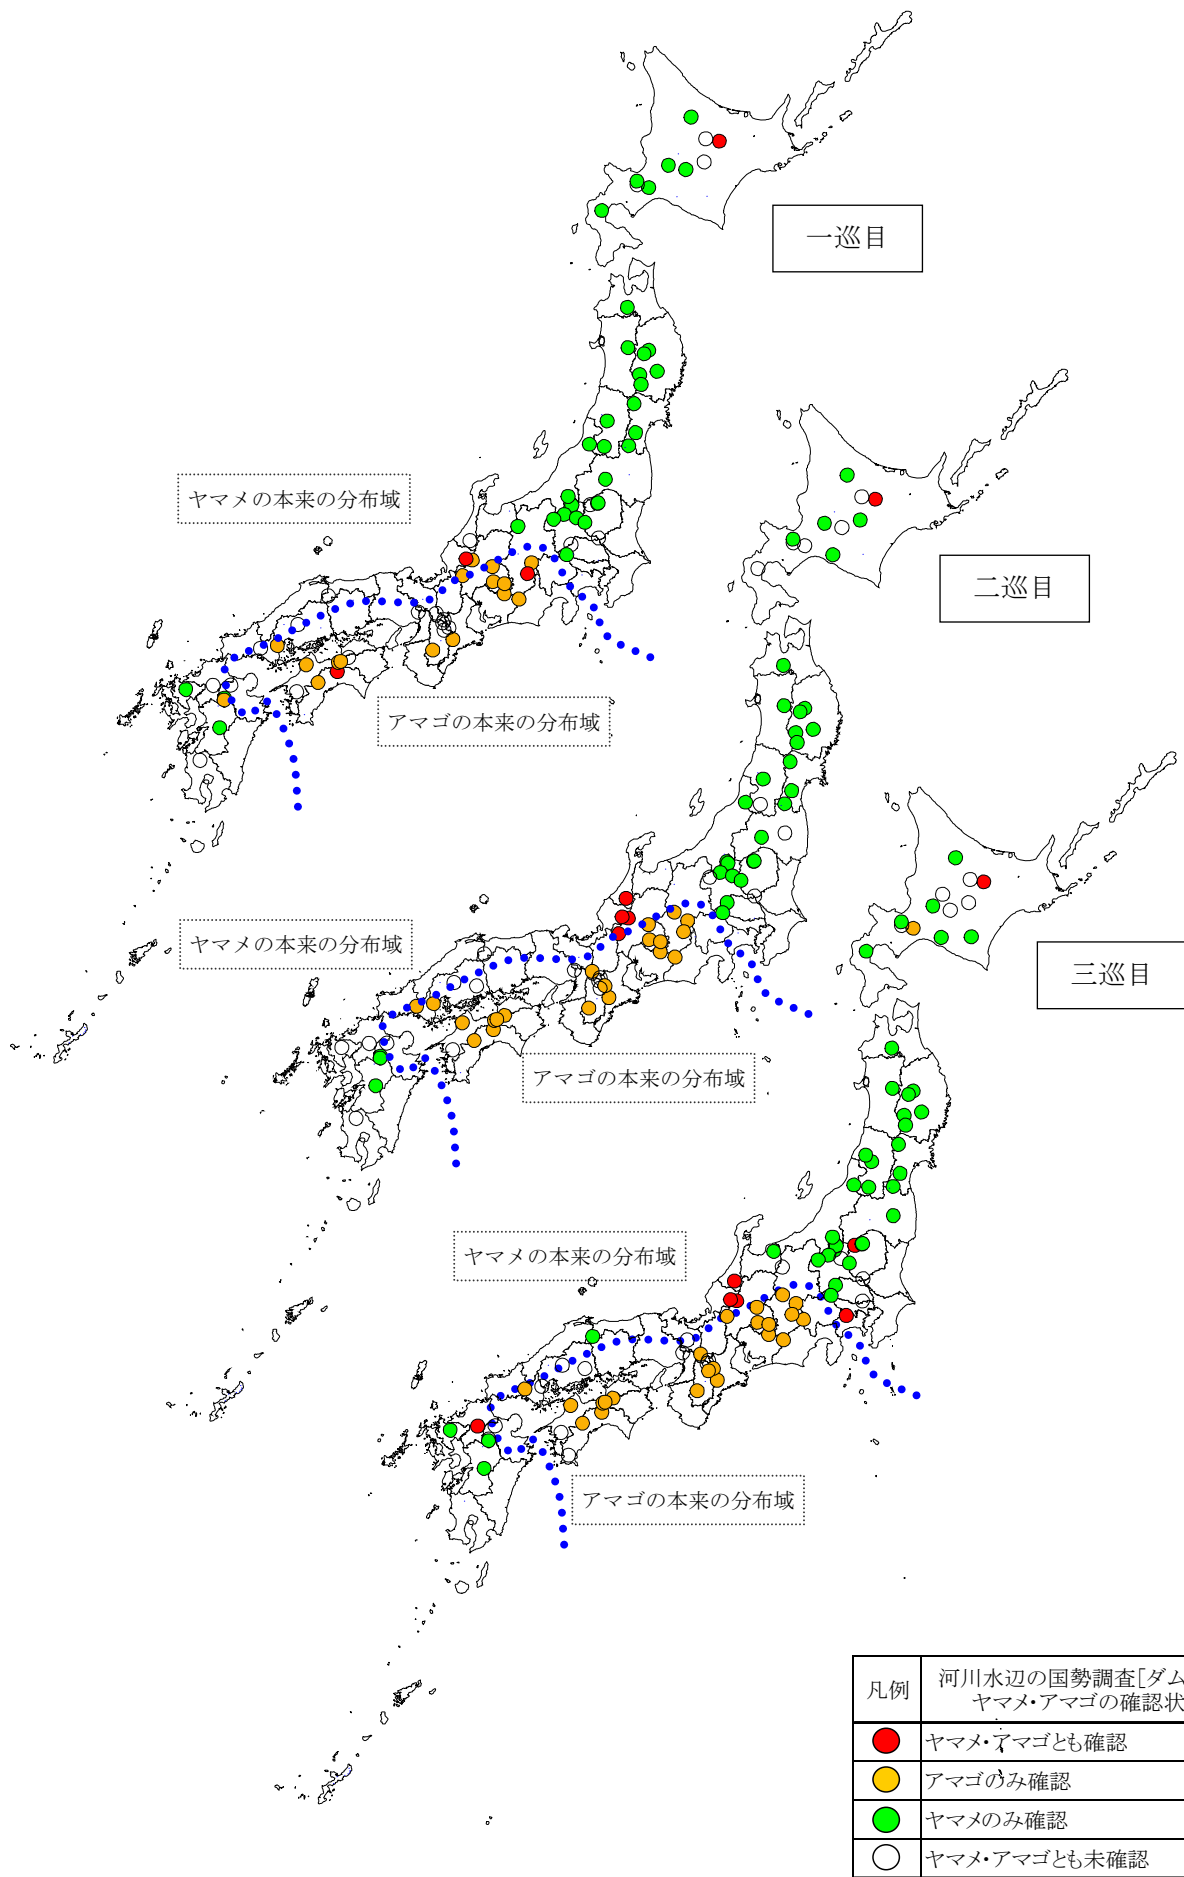 一巡目
ヤマメの本来の分布域
アマゴの本来の分布域
二巡目
ヤマメの本来の分布域
アマゴの本来の分布域
三巡目
ヤマメの本来の分布域
アマゴの本来の分布域
凡例
河川水辺の国勢調査[ダム
ヤマメ・アマゴの確認状
ヤマメ・アマゴとも確認
アマゴのみ確認
ヤマメのみ確認
ヤマメ・アマゴとも未確認